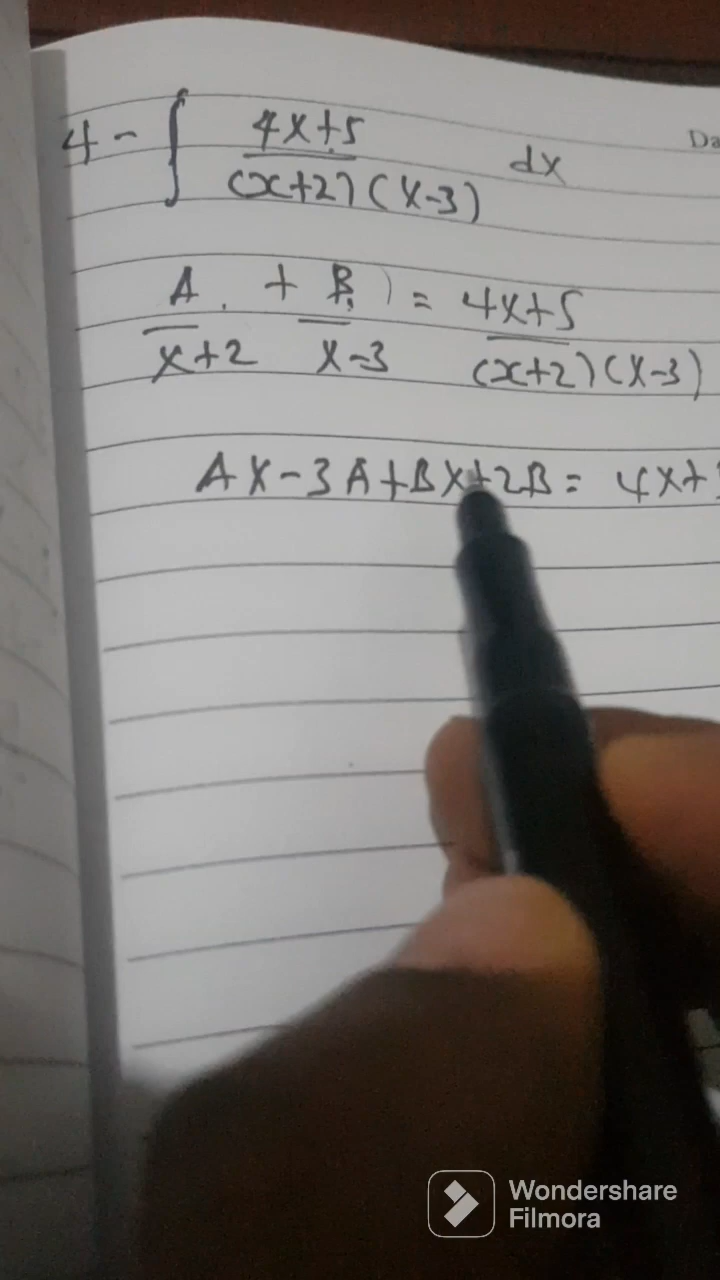 4 - ∫ (4x+5)/((x+2)(x-3)) dx
A/(x+2) + B/(x-3) = (4x+5)/((x+2)(x-3))
Ax-3A+Bx+2B = 4x+
Wondershare
Filmora